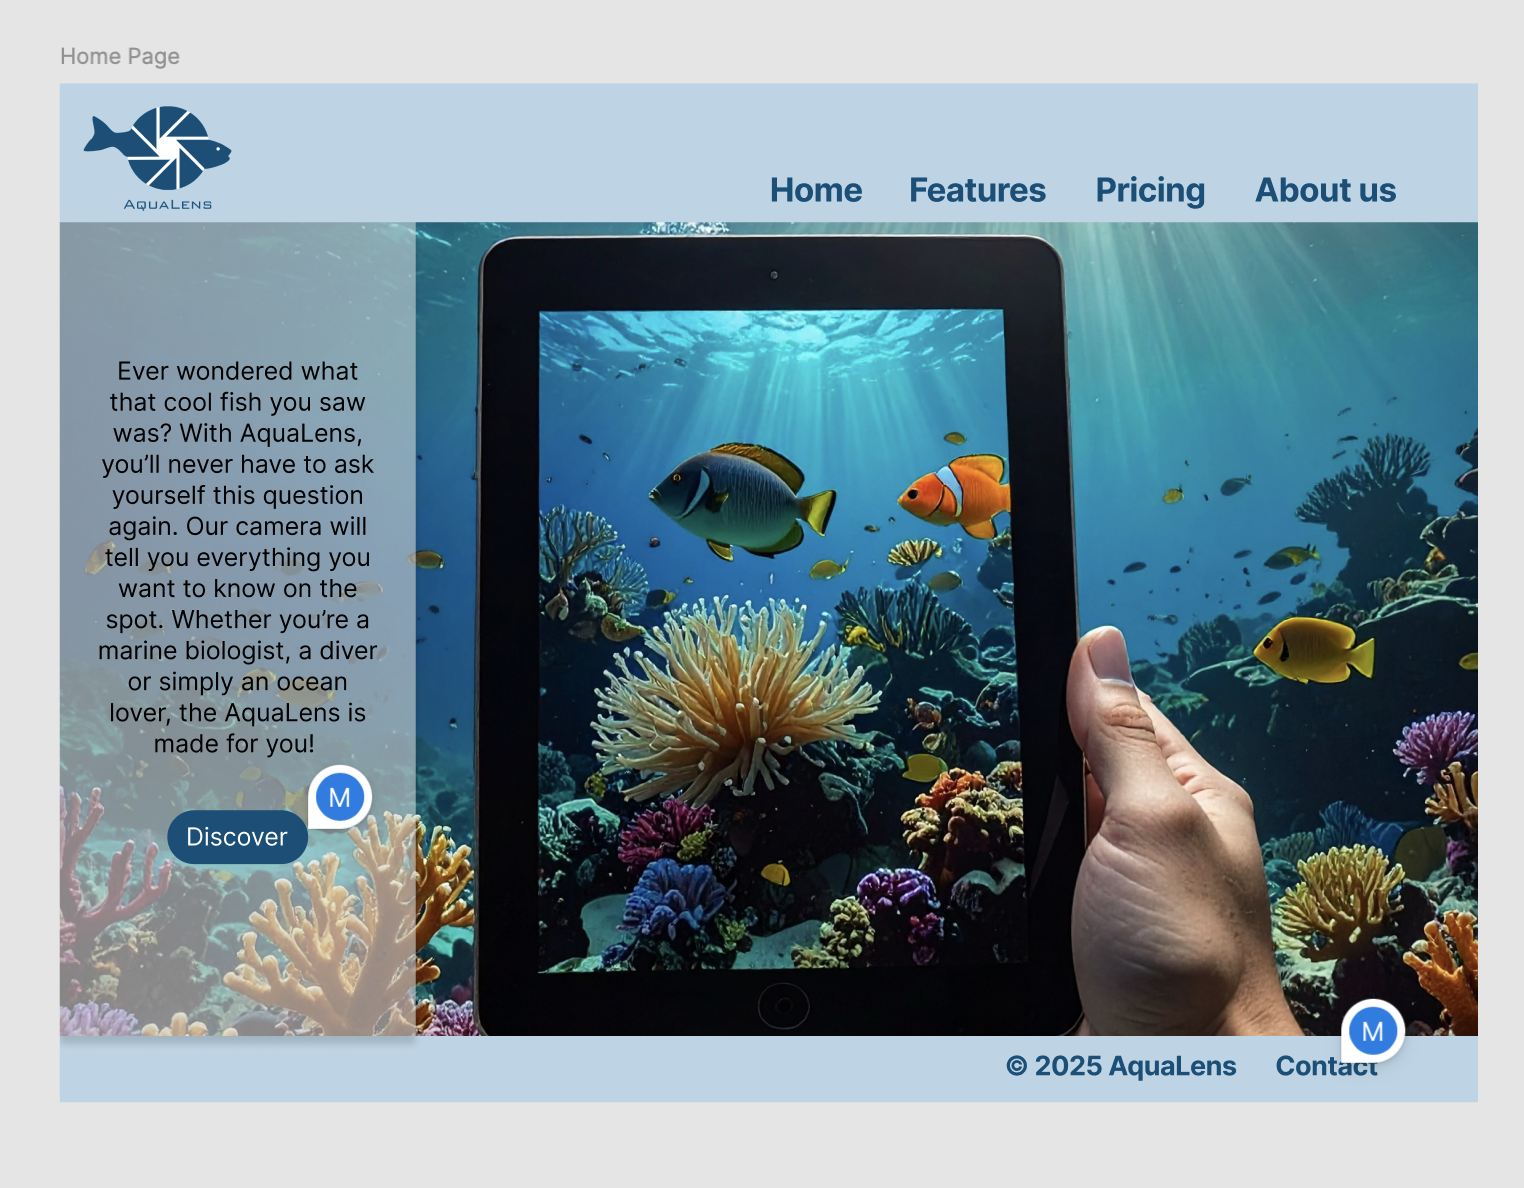 Home Page
AQUALENS
Home Features Pricing About us
Ever wondered what
that cool fish you saw
was? With AquaLens,
you’ll never have to ask
yourself this question
again. Our camera will
tell you everything you
want to know on the
spot. Whether you’re a
marine biologist, a diver
or simply an ocean
lover, the AquaLens is
made for you!
M
Discover
M
© 2025 AquaLens Contact